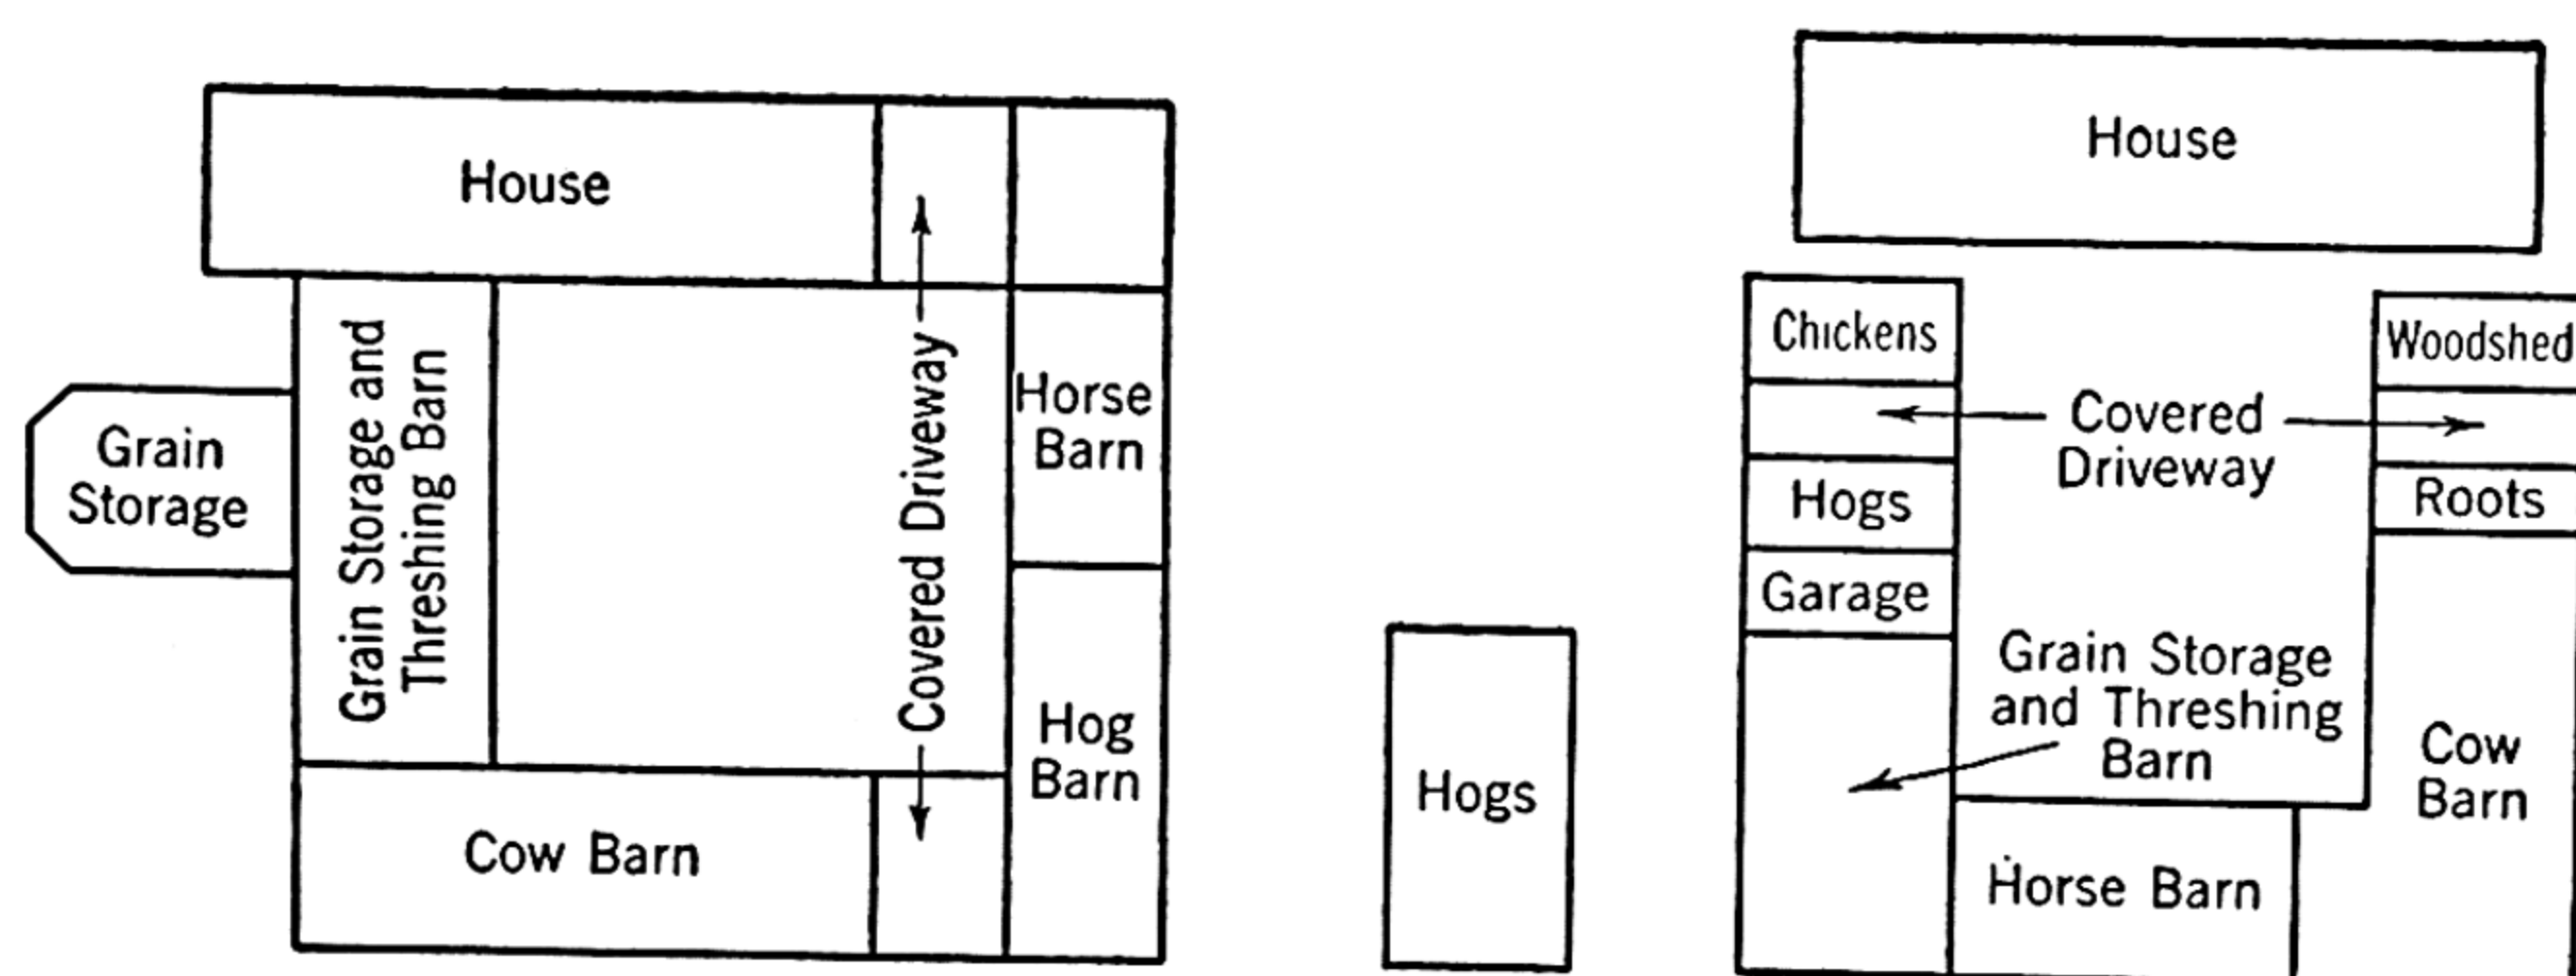 House
Grain
Storage
Grain Storage and
Threshing Barn
Covered Driveway
Horse
Barn
Hog
Barn
Cow Barn
House
Chickens
Woodshed
Covered
Driveway
Hogs
Roots
Garage
Grain Storage
and Threshing
Barn
Cow
Barn
Hogs
Horse Barn